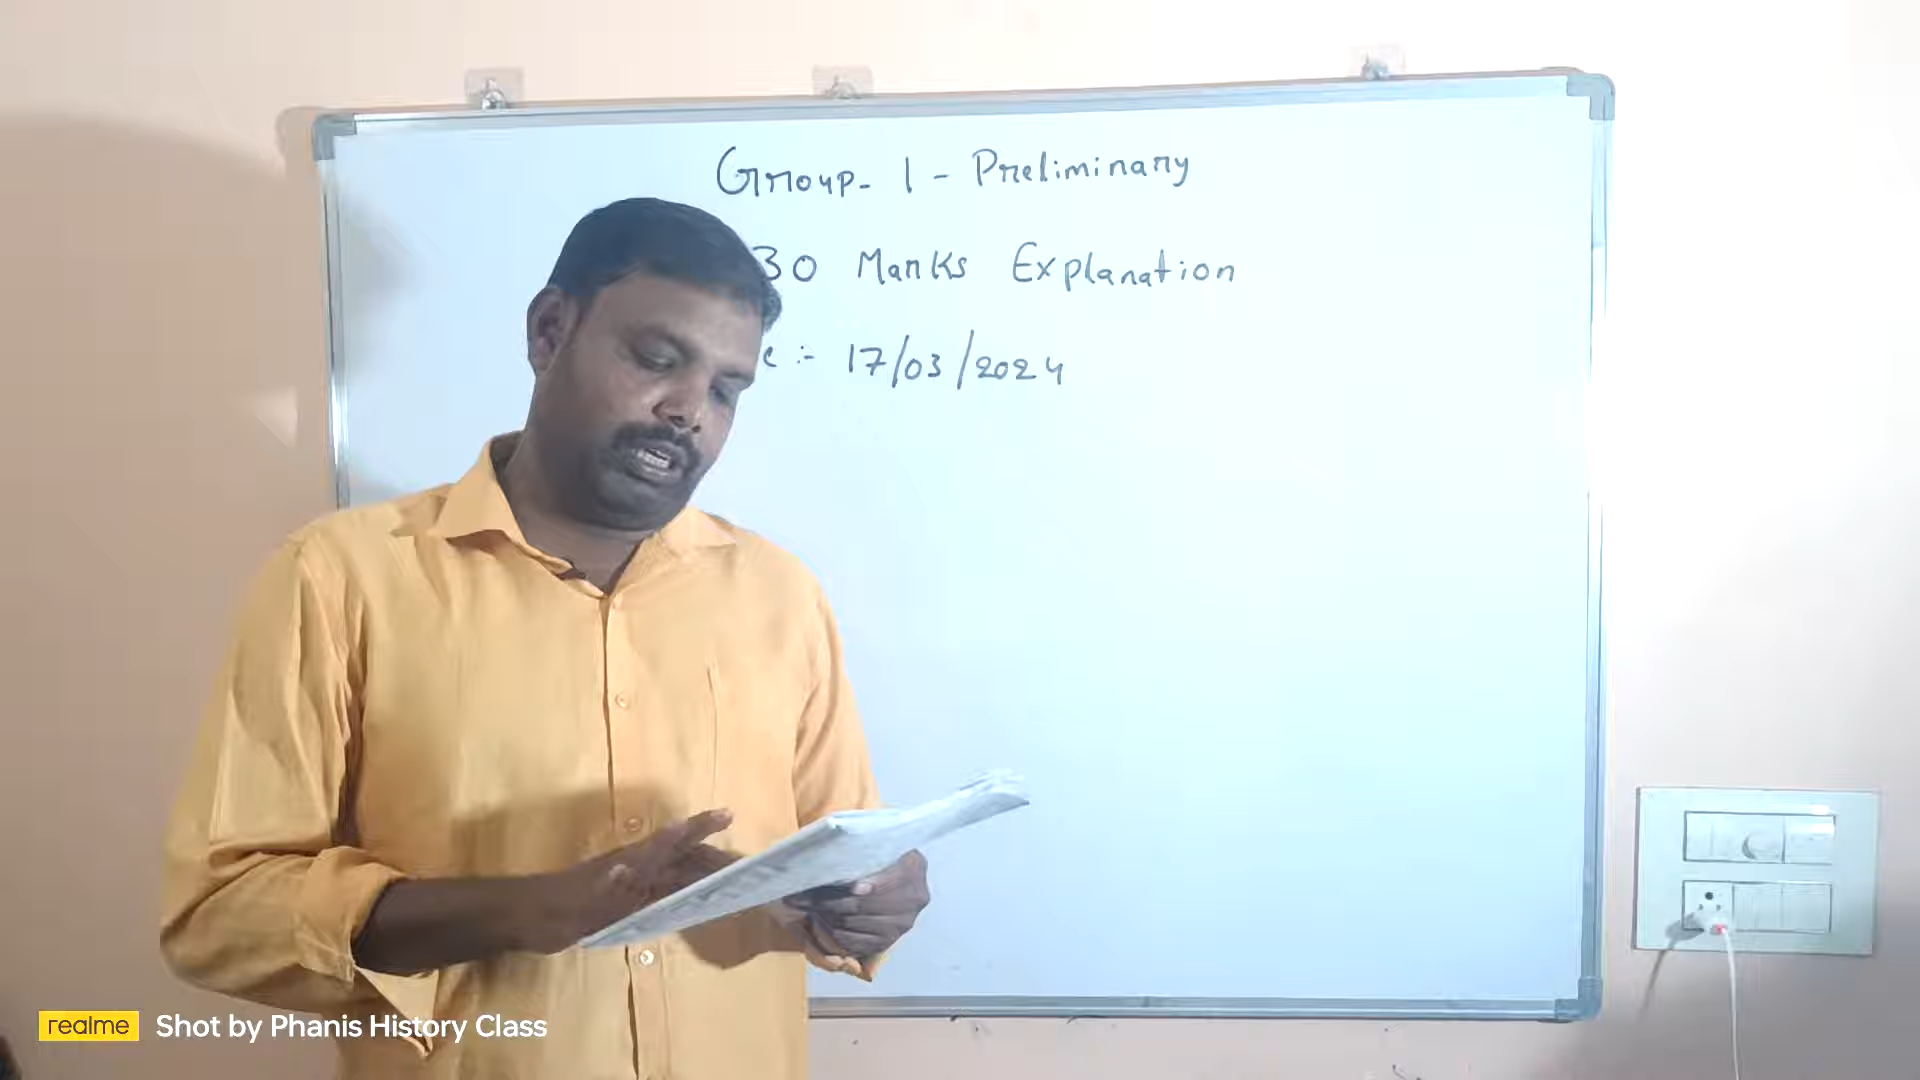 Group- 1 - Preliminary
30 Marks Explanation
:- 17/03/2024
realme Shot by Phanis History Class